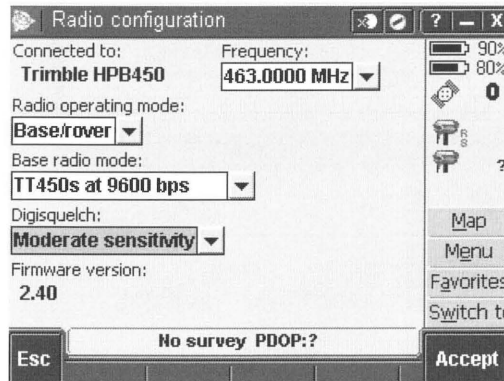 Radio configuration ? – X
Connected to: Frequency: 90%
Trimble HPB450 463.0000 MHz 80%
0
Radio operating mode:
Base/rover
R
S
Base radio mode:
TT450s at 9600 bps ?
Digisquelch:
Moderate sensitivity
Map
Menu
Firmware version:
2.40
Favorites
Switch to
No survey PDOP:?
Esc Accept